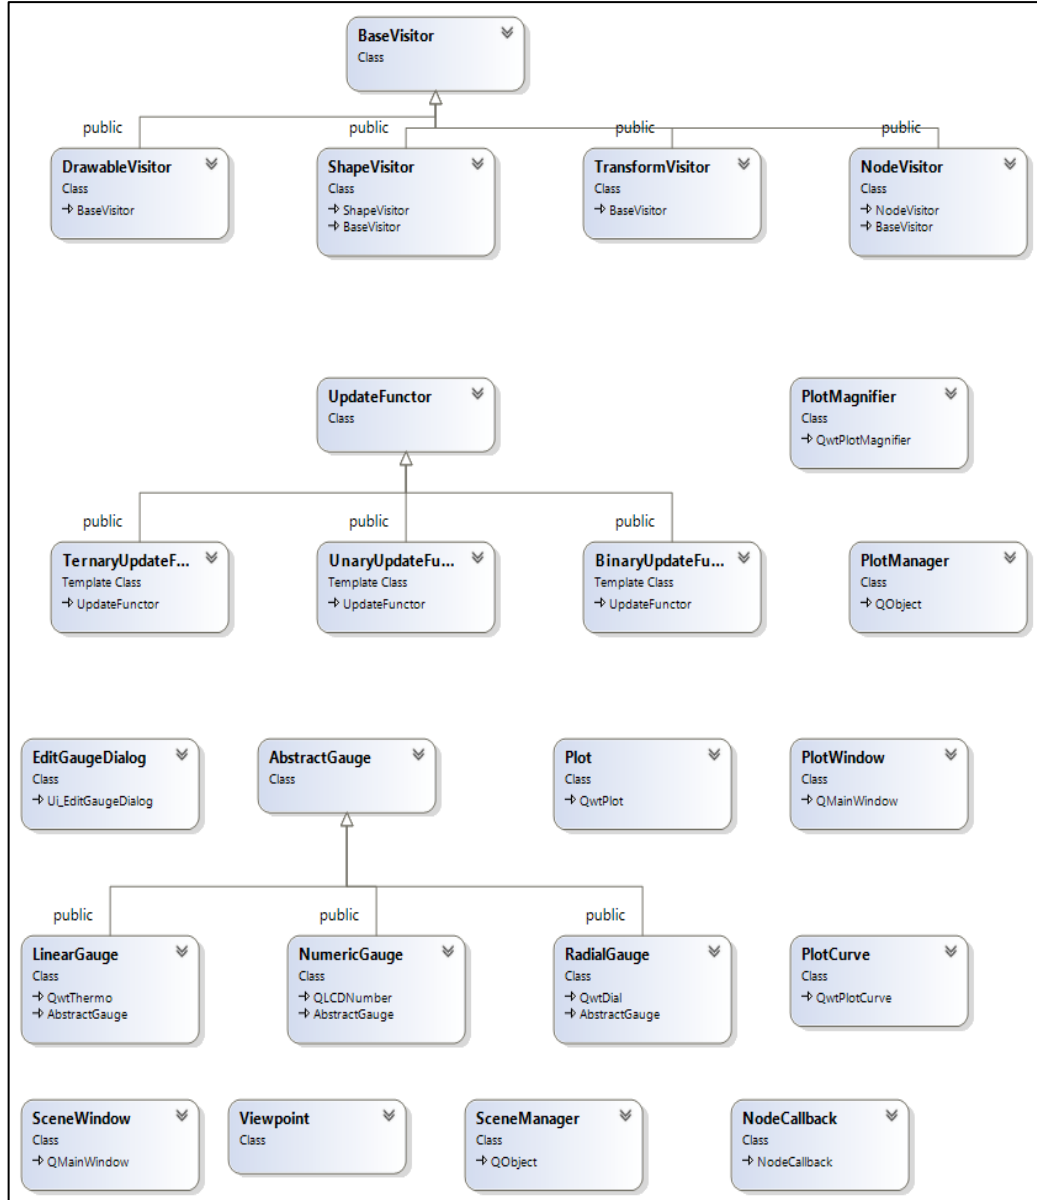 BaseVisitor
Class
public
public
public
public
DrawableVisitor
Class
BaseVisitor
ShapeVisitor
Class
ShapeVisitor
BaseVisitor
TransformVisitor
Class
BaseVisitor
NodeVisitor
Class
NodeVisitor
BaseVisitor
UpdateFunctor
Class
PlotMagnifier
Class
QwtPlotMagnifier
public
public
public
TernaryUpdateF...
Template Class
UpdateFunctor
UnaryUpdateFu...
Template Class
UpdateFunctor
BinaryUpdateFu...
Template Class
UpdateFunctor
PlotManager
Class
QObject
EditGaugeDialog
Class
Ui_EditGaugeDialog
AbstractGauge
Class
Plot
Class
QwtPlot
PlotWindow
Class
QMainWindow
public
public
public
LinearGauge
Class
QwtThermo
AbstractGauge
NumericGauge
Class
QLCDNumber
AbstractGauge
RadialGauge
Class
QwtDial
AbstractGauge
PlotCurve
Class
QwtPlotCurve
SceneWindow
Class
QMainWindow
Viewpoint
Class
SceneManager
Class
QObject
NodeCallback
Class
NodeCallback